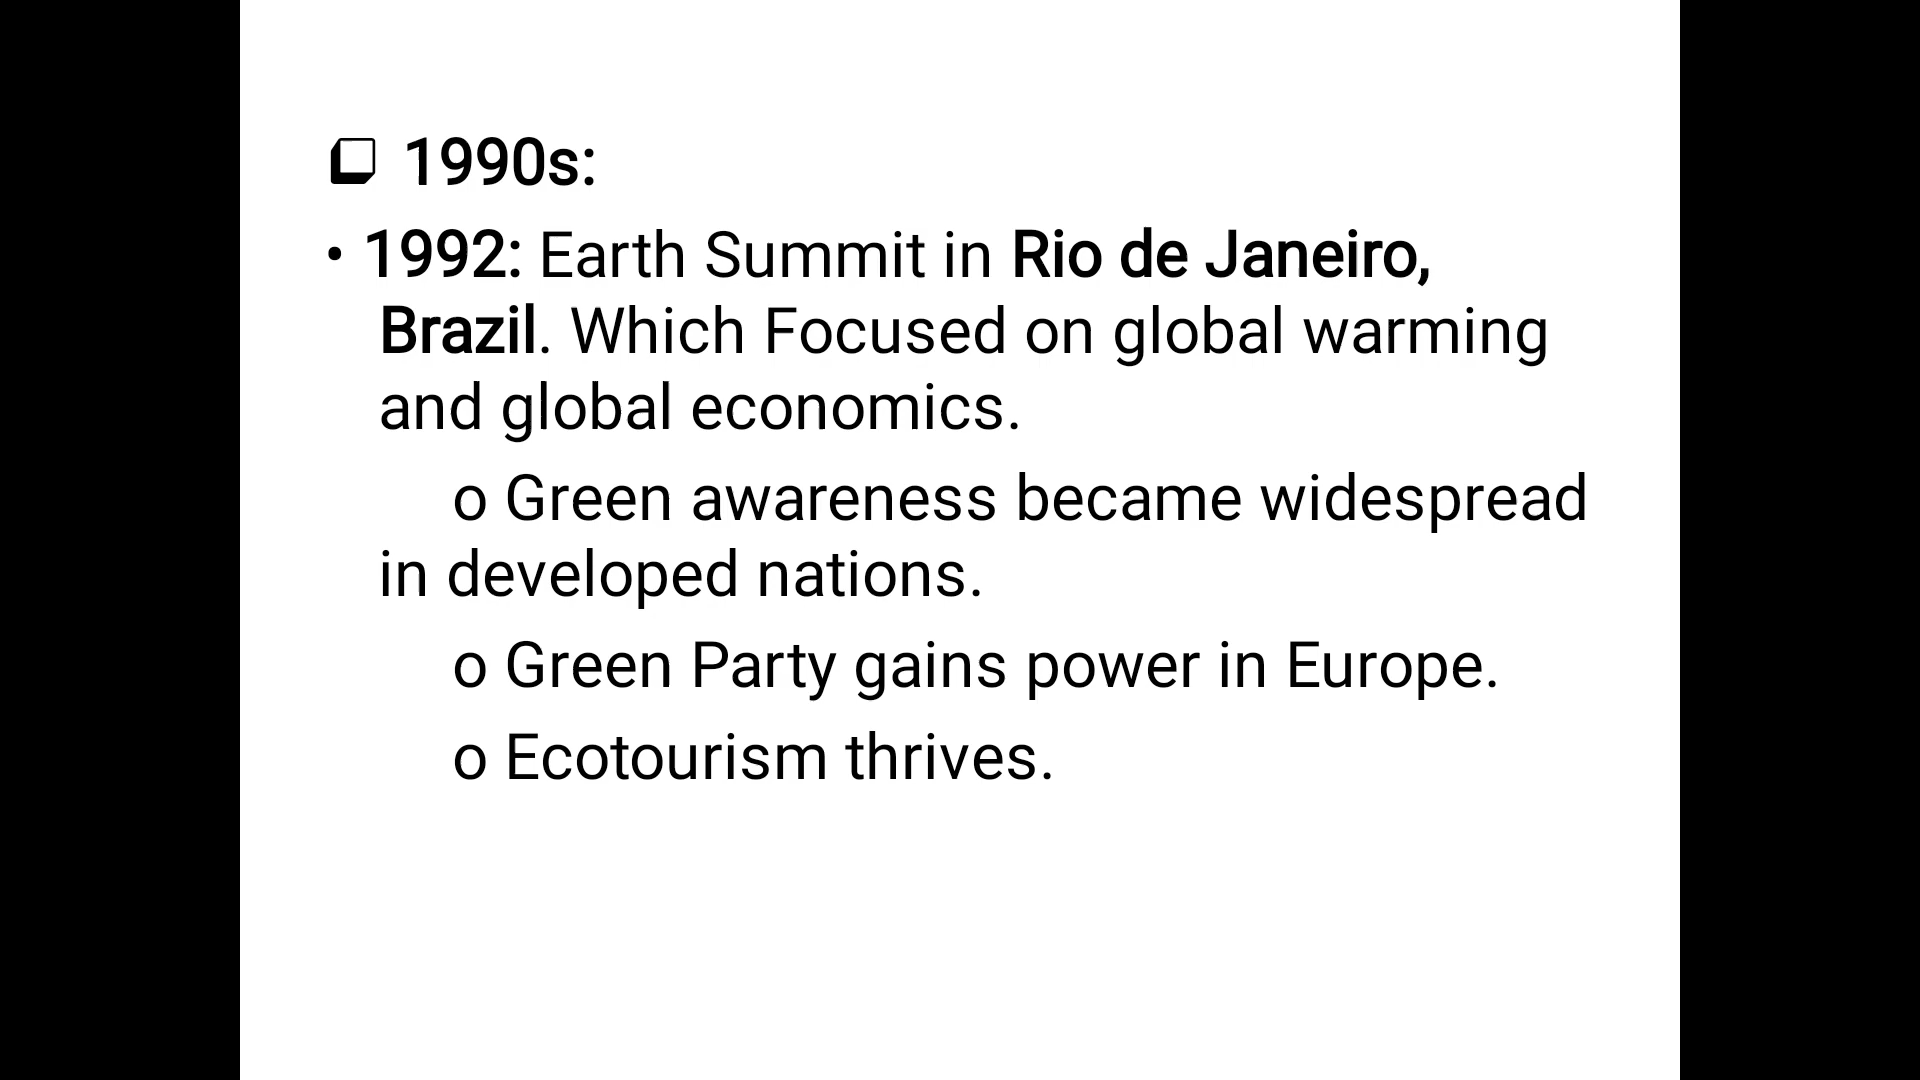 ❑ 1990s:
• 1992: Earth Summit in Rio de Janeiro,
Brazil. Which Focused on global warming
and global economics.
o Green awareness became widespread
in developed nations.
o Green Party gains power in Europe.
o Ecotourism thrives.